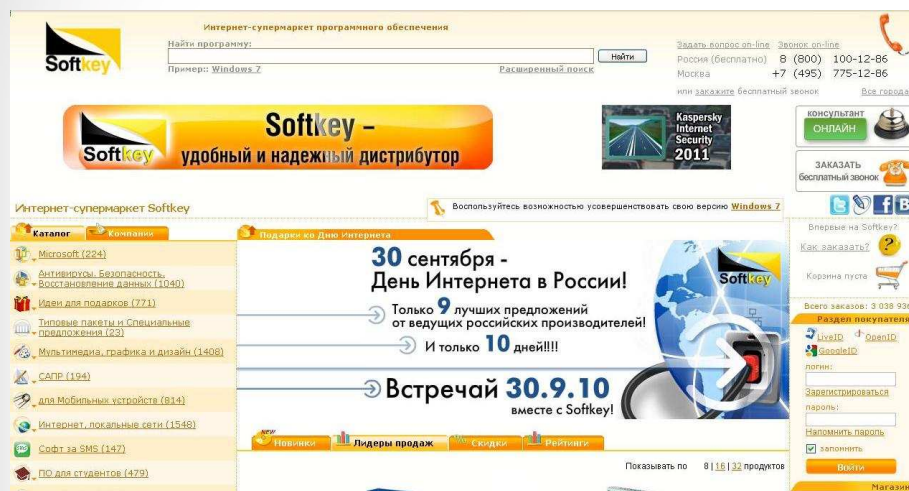 Softkey
Интернет-супермаркет программного обеспечения
Найти программу:
Найти
Пример:: Windows 7
Расширенный поиск
Задать вопрос on-line Звонок on-line
Россия (бесплатно) 8 (800) 100-12-86
Москва +7 (495) 775-12-86
или закажите бесплатный звонок Все города
Softkey
Softkey –
удобный и надежный дистрибутор
Kaspersky
Internet
Security
2011
КОНСУЛЬТАНТ
ОНЛАЙН
ЗАКАЗАТЬ
бесплатный звонок
Интернет-супермаркет Softkey
Воспользуйтесь возможностью усовершенствовать свою версию Windows 7
Каталог
Компании
Microsoft (224)
Антивирусы. Безопасность.
Восстановление данных (1040)
Идеи для подарков (771)
Типовые пакеты и Специальные
предложения (23)
Мультимедиа, графика и дизайн (1408)
САПР (194)
для Мобильных устройств (814)
Интернет, локальные сети (1548)
Софт за SMS (147)
ПО для студентов (479)
Подарки ко Дню Интернета
30 сентября -
День Интернета в России!
Только 9 лучших предложений
от ведущих российских производителей!
И только 10 дней!!!!
Встречай 30.9.10
вместе с Softkey!
Softkey
NEW
Новинки
Лидеры продаж
Скидки
Рейтинги
Показывать по 8 | 16 | 32 продуктов
Впервые на Softkey?
Как заказать?
Корзина пуста
Всего заказов: 3 038 936
Раздел покупателя
LiveID OpenID
GoogleID
логин:
Зарегистрироваться
пароль:
Напомнить пароль
запомнить
Войти
Магазин